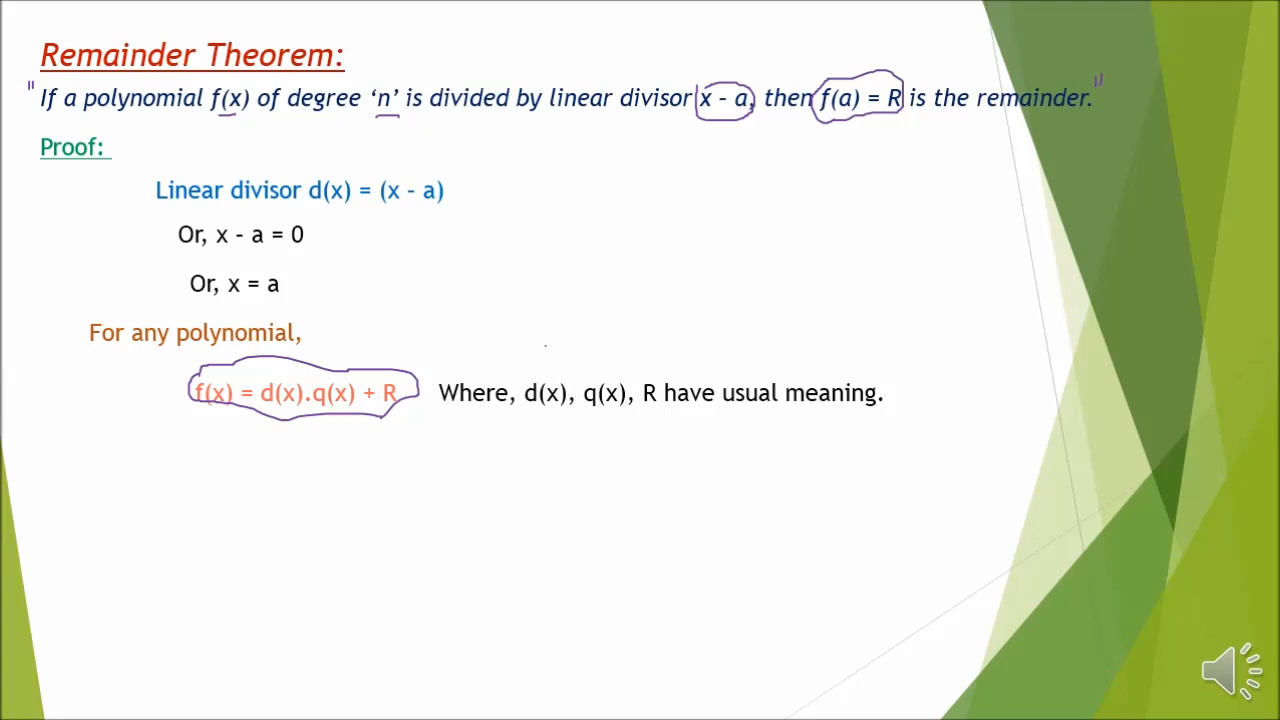 Remainder Theorem:
"If a polynomial f(x) of degree ‘n’ is divided by linear divisor x – a, then f(a) = R is the remainder."
Proof:
Linear divisor d(x) = (x – a)
Or, x – a = 0
Or, x = a
For any polynomial,
f(x) = d(x).q(x) + R Where, d(x), q(x), R have usual meaning.